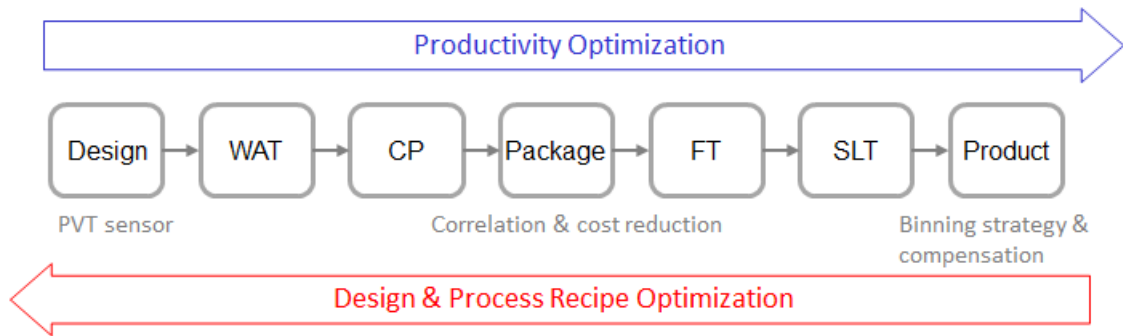 Productivity Optimization
Design
WAT
CP
Package
FT
SLT
Product
PVT sensor
Correlation & cost reduction
Binning strategy &
compensation
Design & Process Recipe Optimization